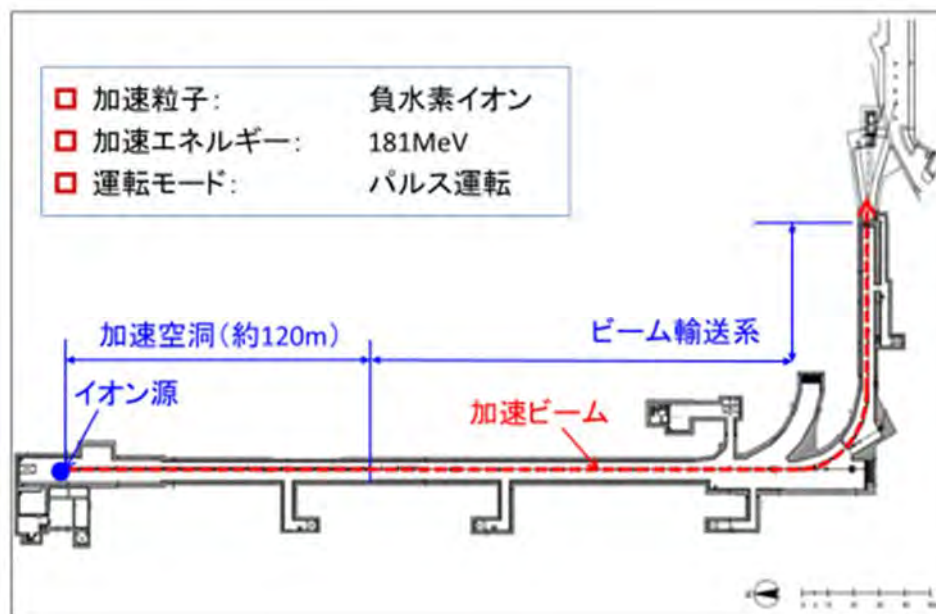 加速粒子： 負水素イオン
加速エネルギー： 181MeV
運転モード： パルス運転
加速空洞（約120m）
ビーム輸送系
イオン源
加速ビーム